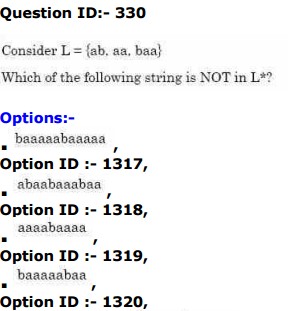 Question ID:- 330
Consider L = {ab, aa, baa}
Which of the following string is NOT in L*?
Options:-
▪ baaaaabaaaaa ,
Option ID :- 1317,
▪ abaabaaabaa ,
Option ID :- 1318,
▪ aaaabaaaa ,
Option ID :- 1319,
▪ baaaaabaa ,
Option ID :- 1320,